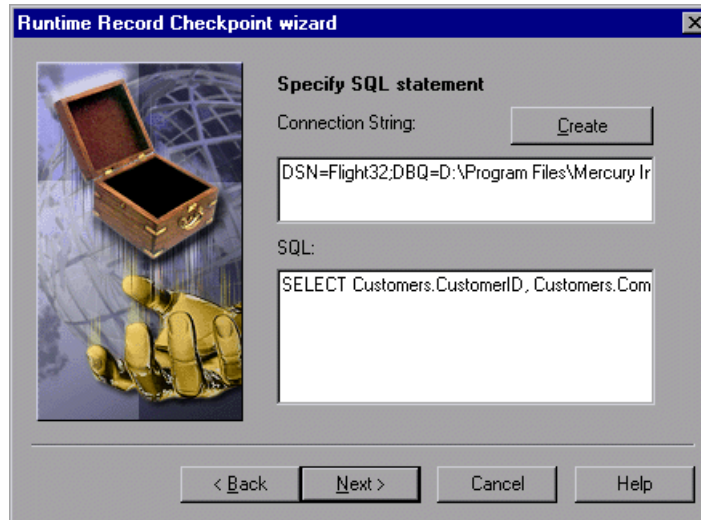 Runtime Record Checkpoint wizard
Specify SQL statement
Connection String:
Create
DSN=Flight32;DBQ=D:\Program Files\Mercury Ir
SQL:
SELECT Customers.CustomerID, Customers.Com
< Back
Next >
Cancel
Help